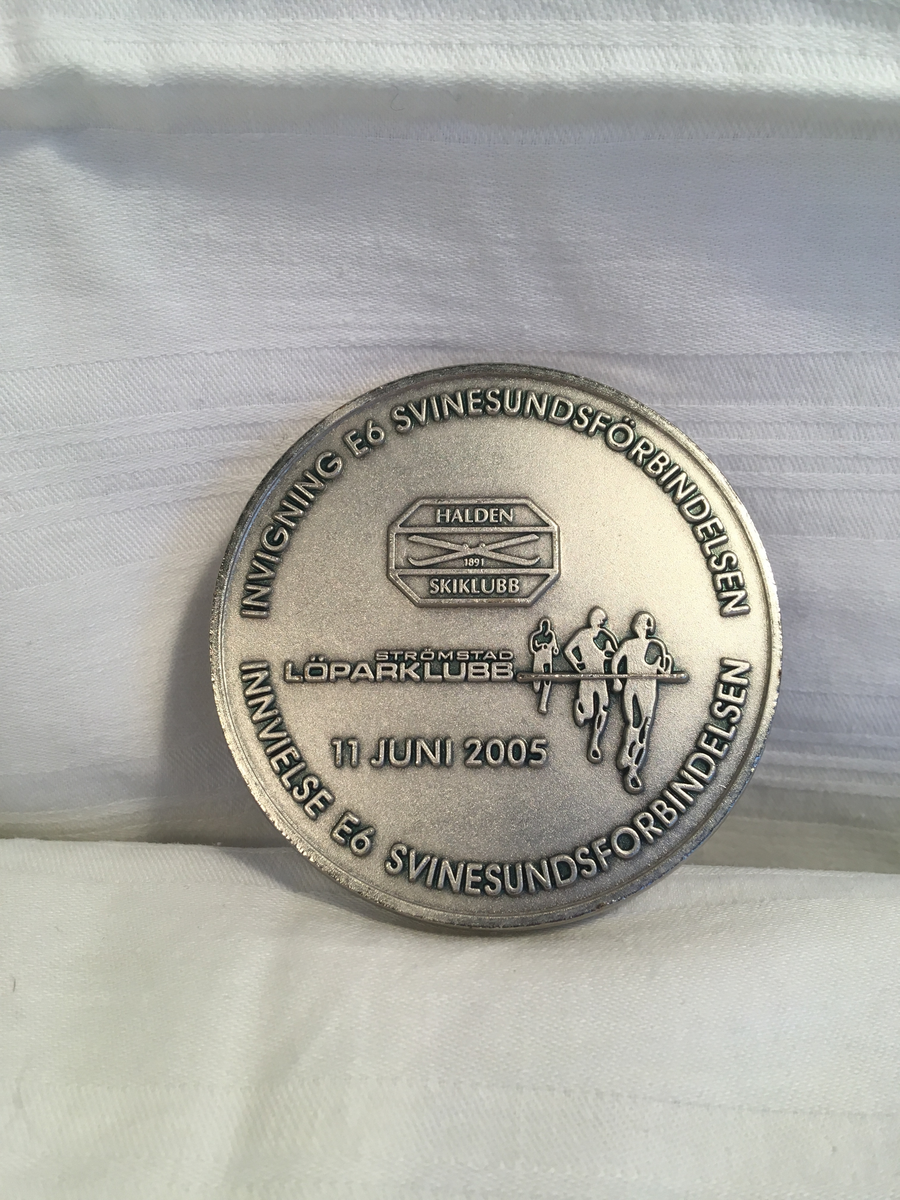 INVIGNING E6 SVINESUNDSFÖRBINDELSEN
HALDEN
1891
SKIKLUBB
STRÖMSTAD
LÖPARKLUBB
11 JUNI 2005
INNVIELSE E6 SVINESUNDSFORBINDELSEN